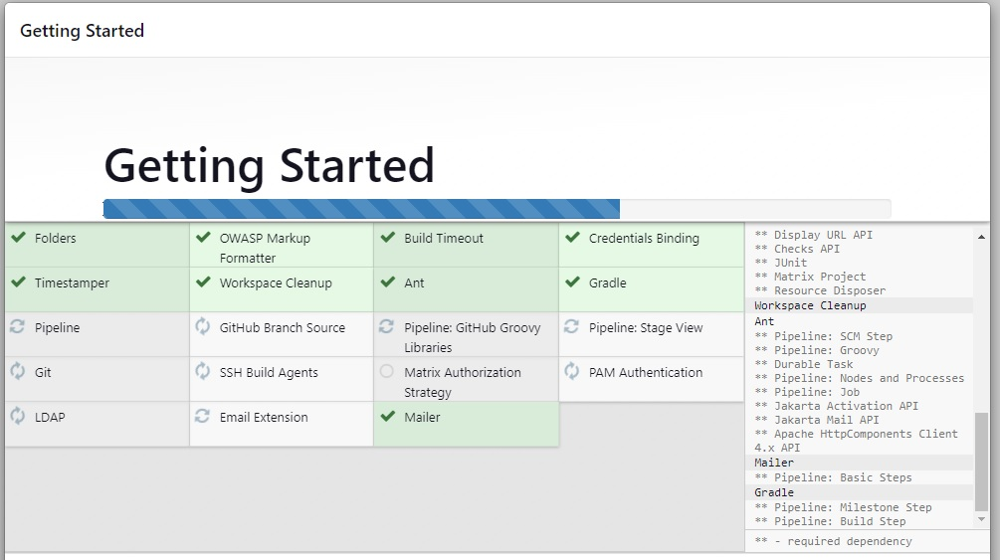 Getting Started
Getting Started
Folders
OWASP Markup
Formatter
Build Timeout
Credentials Binding
Timestamper
Workspace Cleanup
Ant
Gradle
Pipeline
GitHub Branch Source
Pipeline: GitHub Groovy
Libraries
Pipeline: Stage View
Git
SSH Build Agents
Matrix Authorization
Strategy
PAM Authentication
LDAP
Email Extension
Mailer
** Display URL API
** Checks API
** JUnit
** Matrix Project
** Resource Disposer
Workspace Cleanup
Ant
** Pipeline: SCM Step
** Pipeline: Groovy
** Durable Task
** Pipeline: Nodes and Processes
** Pipeline: Job
** Jakarta Activation API
** Jakarta Mail API
** Apache HttpComponents Client
4.x API
Mailer
** Pipeline: Basic Steps
Gradle
** Pipeline: Milestone Step
** Pipeline: Build Step
** - required dependency